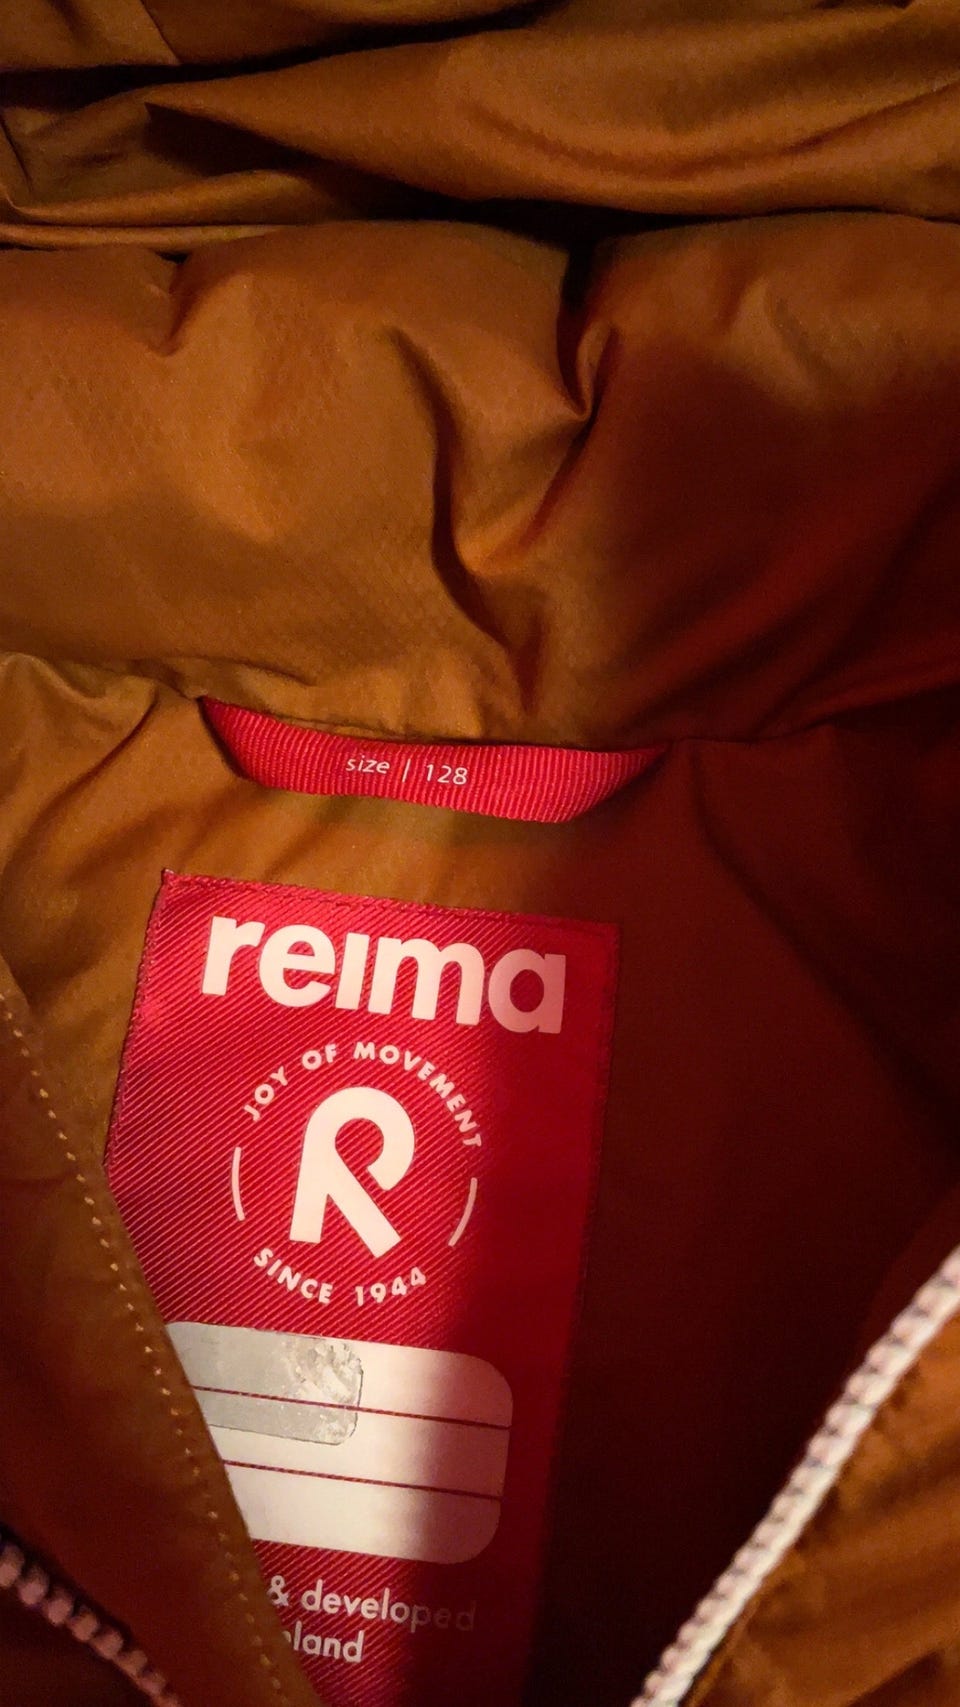 size | 128
reima
JOY OF MOVEMENT
R
SINCE 1944
& developed